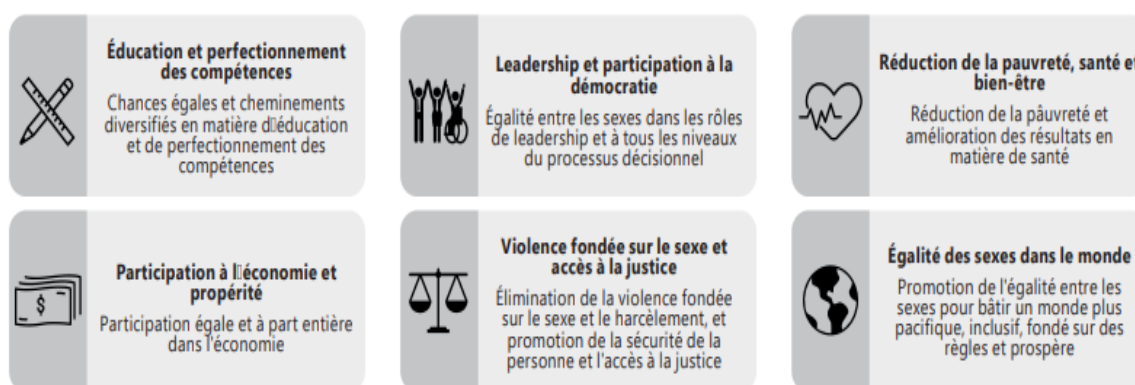 Éducation et perfectionnement
des compétences
Chances égales et cheminements
diversifiés en matière d▯éducation
et de perfectionnement des
compétences
Leadership et participation à la
démocratie
Égalité entre les sexes dans les rôles
de leadership et à tous les niveaux
du processus décisionnel
Réduction de la pauvreté, santé et
bien-être
Réduction de la pâuvreté et
amélioration des résultats en
matière de santé
Participation à l▯économie et
propérité
Participation égale et à part entière
dans l'économie
$
Violence fondée sur le sexe et
accès à la justice
Élimination de la violence fondée
sur le sexe et le harcèlement, et
promotion de la sécurité de la
personne et l'accès à la justice
Égalité des sexes dans le monde
Promotion de l'égalité entre les
sexes pour bâtir un monde plus
pacifique, inclusif, fondé sur des
règles et prospère